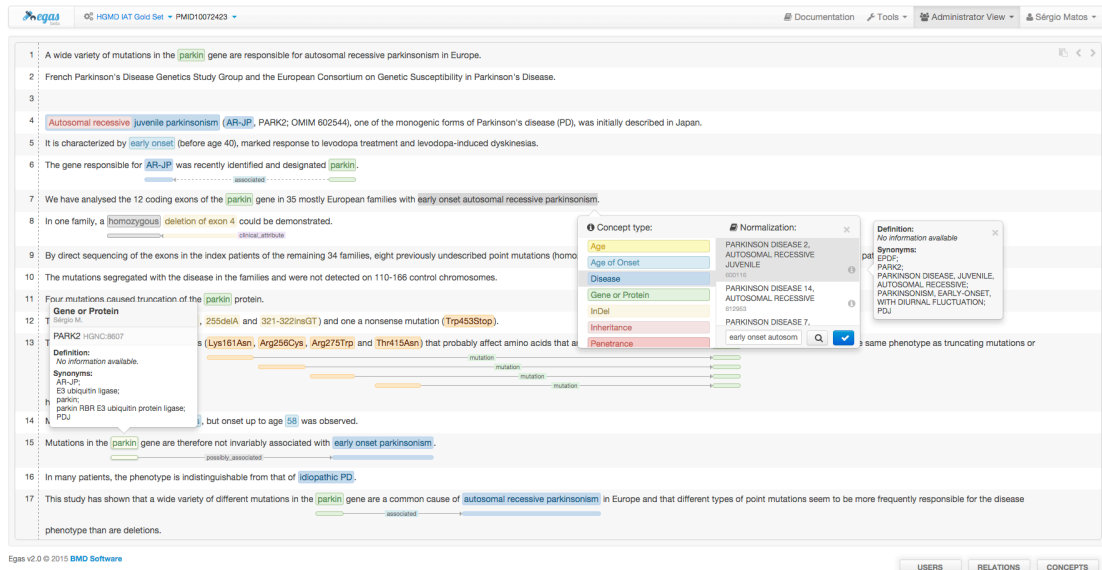 egas
beta
HGMD IAT Gold Set PMID10072423
Documentation Tools Administrator View Sérgio Matos
1 A wide variety of mutations in the parkin gene are responsible for autosomal recessive parkinsonism in Europe.
2 French Parkinson's Disease Genetics Study Group and the European Consortium on Genetic Susceptibility in Parkinson's Disease.
3
4 Autosomal recessive juvenile parkinsonism (AR-JP, PARK2; OMIM 602544), one of the monogenic forms of Parkinson's disease (PD), was initially described in Japan.
5 It is characterized by early onset (before age 40), marked response to levodopa treatment and levodopa-induced dyskinesias.
6 The gene responsible for AR-JP was recently identified and designated parkin.
associated
7 We have analysed the 12 coding exons of the parkin gene in 35 mostly European families with early onset autosomal recessive parkinsonism.
8 In one family, a homozygous deletion of exon 4 could be demonstrated.
clinical_attribute
9 By direct sequencing of the exons in the index patients of the remaining 34 families, eight previously undescribed point mutations (homo pat
10 The mutations segregated with the disease in the families and were not detected on 110-166 control chromosomes.
11 Four mutations caused truncation of the parkin protein.
12 T , 255delA and 321-322insGT) and one a nonsense mutation (Trp453Stop).
13 T s (Lys161Asn, Arg256Cys, Arg275Trp and Thr415Asn) that probably affect amino acids that a same phenotype as truncating mutations or
mutation
mutation
mutation
mutation
h
14 M , but onset up to age 58 was observed.
15 Mutations in the parkin gene are therefore not invariably associated with early onset parkinsonism.
possibly_associated
16 In many patients, the phenotype is indistinguishable from that of idiopathic PD.
17 This study has shown that a wide variety of different mutations in the parkin gene are a common cause of autosomal recessive parkinsonism in Europe and that different types of point mutations seem to be more frequently responsible for the disease
associated
phenotype than are deletions.
Gene or Protein
Sérgio M.
PARK2 HGNC:8607
Definition:
No information available.
Synonyms:
AR-JP;
E3 ubiquitin ligase;
parkin;
parkin RBR E3 ubiquitin protein ligase;
PDJ
Concept type:
Age
Age of Onset
Disease
Gene or Protein
InDel
Inheritance
Penetrance
Normalization:
PARKINSON DISEASE 2,
AUTOSOMAL RECESSIVE
JUVENILE
600116
PARKINSON DISEASE 14,
AUTOSOMAL RECESSIVE
612953
PARKINSON DISEASE 7,
early onset autosom
Definition:
No information available
Synonyms:
EPDF;
PARK2;
PARKINSON DISEASE, JUVENILE,
AUTOSOMAL RECESSIVE;
PARKINSONISM, EARLY-ONSET,
WITH DIURNAL FLUCTUATION;
PDJ
Egas v2.0 © 2015 BMD Software
USERS RELATIONS CONCEPTS